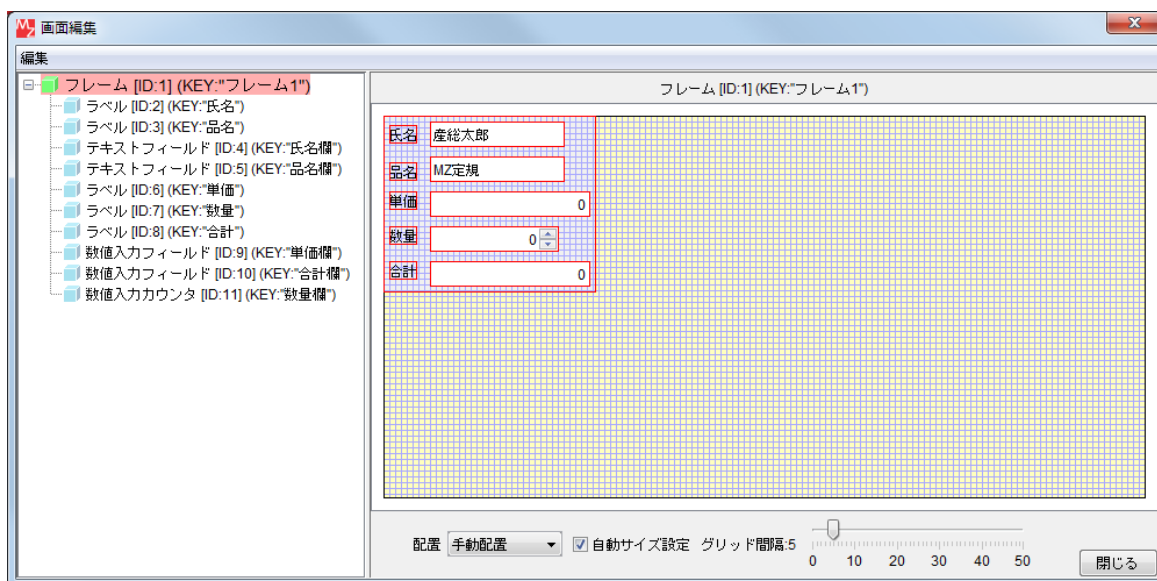 画面編集
編集
フレーム [ID:1] (KEY:"フレーム1")
ラベル [ID:2] (KEY:"氏名")
ラベル [ID:3] (KEY:"品名")
テキストフィールド [ID:4] (KEY:"氏名欄")
テキストフィールド [ID:5] (KEY:"品名欄")
ラベル [ID:6] (KEY:"単価")
ラベル [ID:7] (KEY:"数量")
ラベル [ID:8] (KEY:"合計")
数値入力フィールド [ID:9] (KEY:"単価欄")
数値入力フィールド [ID:10] (KEY:"合計欄")
数値入力カウンタ [ID:11] (KEY:"数量欄")
フレーム [ID:1] (KEY:"フレーム1")
氏名 産総太郎
品名 MZ定規
単価 0
数量 0
合計 0
配置 手動配置 自動サイズ設定 グリッド間隔:5
0 10 20 30 40 50
閉じる